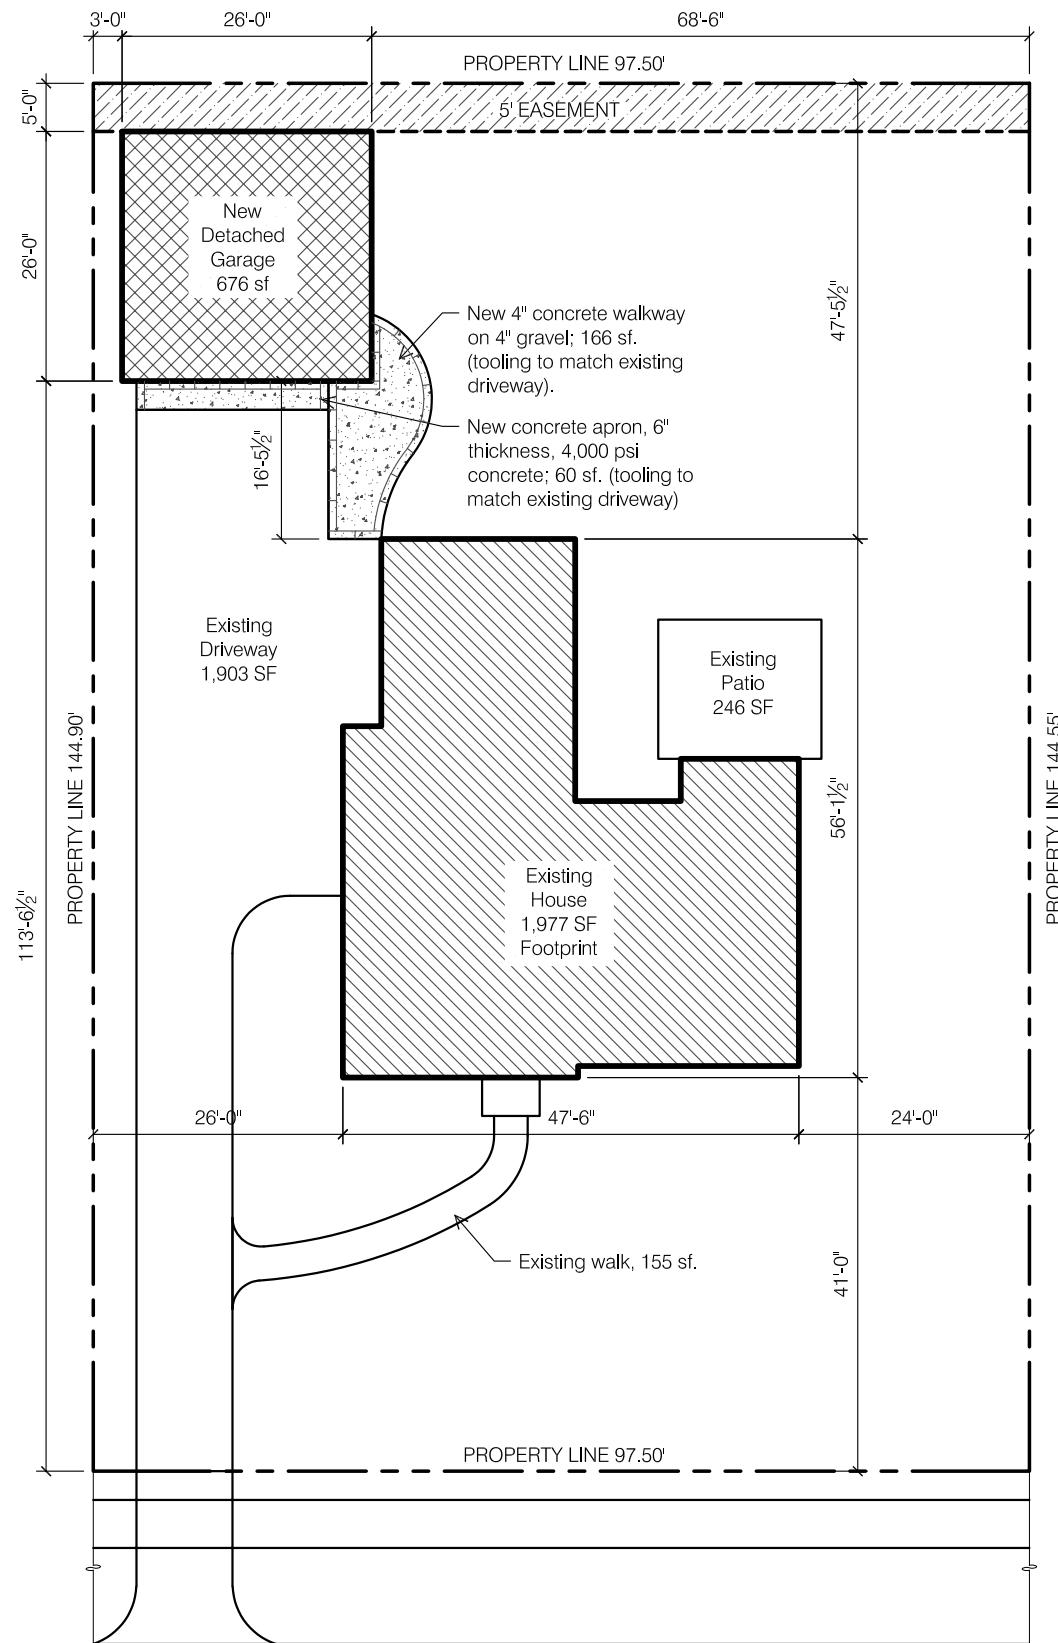 3'-0"
26'-0"
68'-6"
PROPERTY LINE 97.50'
5'-0"
5' EASEMENT
26'-0"
New
Detached
Garage
676 sf
47'-5½"
New 4" concrete walkway
on 4" gravel; 166 sf.
(tooling to match existing
driveway).
New concrete apron, 6"
thickness, 4,000 psi
concrete; 60 sf. (tooling to
match existing driveway)
16'-5½"
Existing
Driveway
1,903 SF
Existing
Patio
246 SF
PROPERTY LINE 144.90'
PROPERTY LINE 144.55'
56'-1½"
113'-6½"
Existing
House
1,977 SF
Footprint
26'-0"
47'-6"
24'-0"
Existing walk, 155 sf.
41'-0"
PROPERTY LINE 97.50'